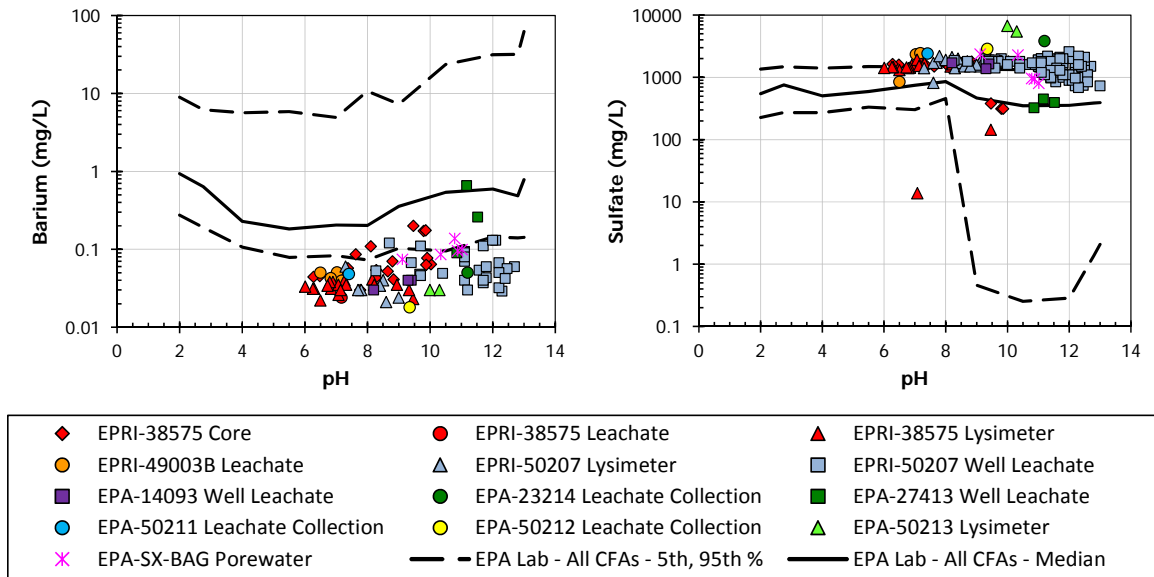 100
10
1
0.1
0.01
Barium (mg/L)
0 2 4 6 8 10 12 14
pH
10000
1000
100
10
1
0.1
Sulfate (mg/L)
0 2 4 6 8 10 12 14
pH
EPRI-38575 Core EPRI-38575 Leachate EPRI-38575 Lysimeter
EPRI-49003B Leachate EPRI-50207 Lysimeter EPRI-50207 Well Leachate
EPA-14093 Well Leachate EPA-23214 Leachate Collection EPA-27413 Well Leachate
EPA-50211 Leachate Collection EPA-50212 Leachate Collection EPA-50213 Lysimeter
EPA-SX-BAG Porewater EPA Lab - All CFAs - 5th, 95th % EPA Lab - All CFAs - Median